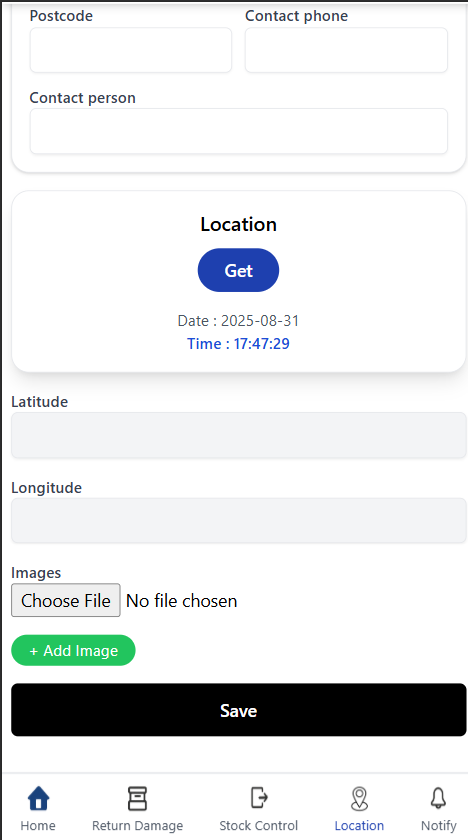 Postcode Contact phone
Contact person
Location
Get
Date : 2025-08-31
Time : 17:47:29
Latitude
Longitude
Images
Choose File No file chosen
+ Add Image
Save
Home Return Damage Stock Control Location Notify